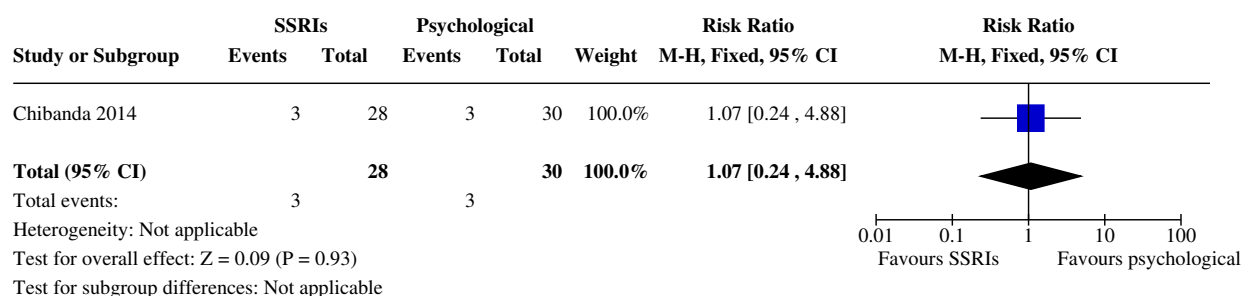 SSRIs Psychological Risk Ratio Risk Ratio
Study or Subgroup Events Total Events Total Weight M-H, Fixed, 95% CI M-H, Fixed, 95% CI
Chibanda 2014 3 28 3 30 100.0% 1.07 [0.24 , 4.88]
Total (95% CI) 28 30 100.0% 1.07 [0.24 , 4.88]
Total events: 3 3
Heterogeneity: Not applicable
0.01 0.1 1 10 100
Test for overall effect: Z = 0.09 (P = 0.93) Favours SSRIs Favours psychological
Test for subgroup differences: Not applicable